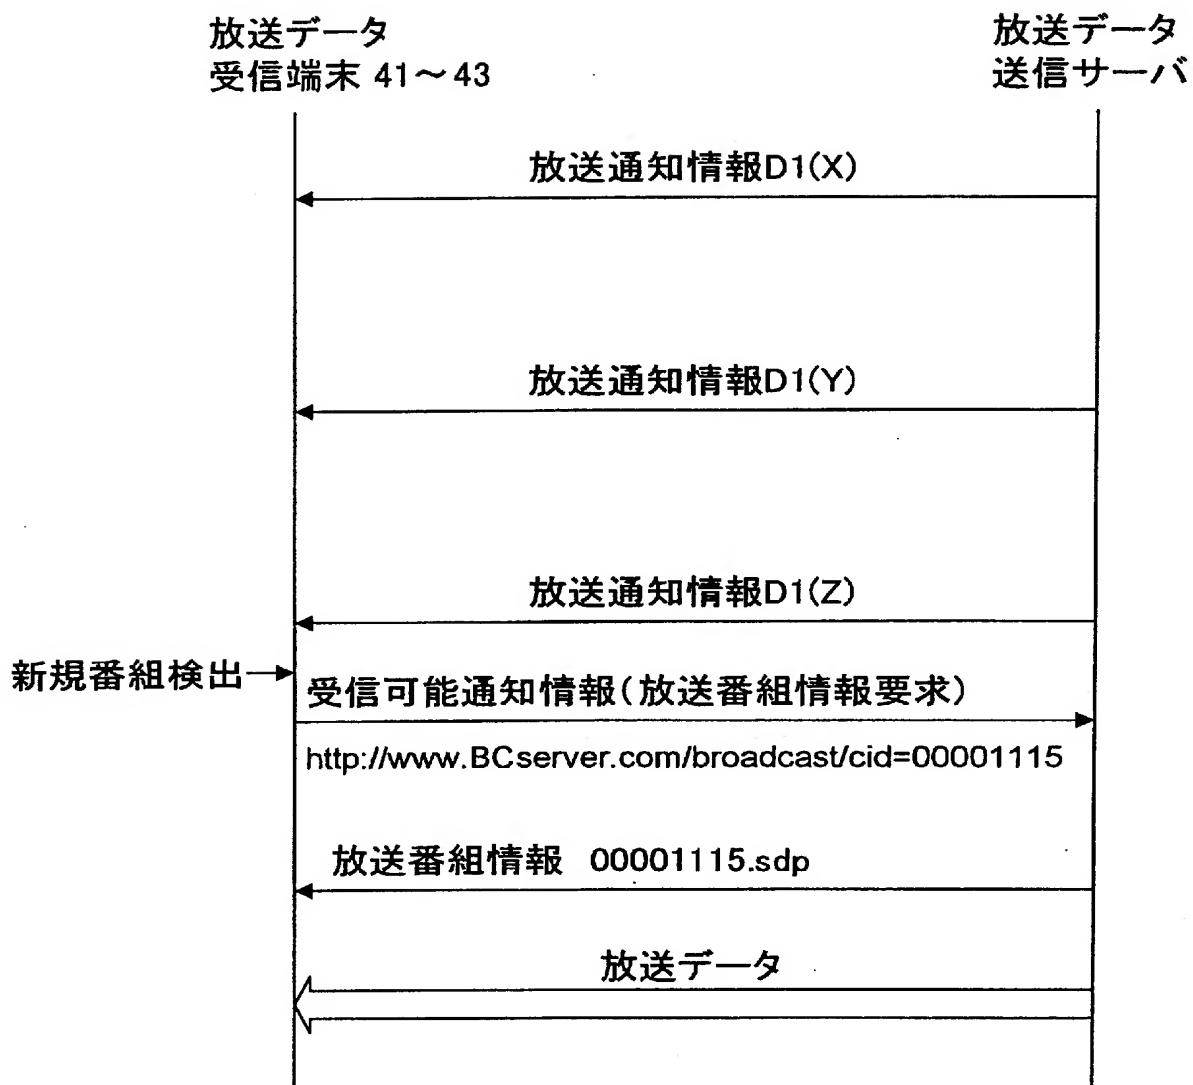 放送データ
受信端末 41～43
放送データ
送信サーバ
放送通知情報D1(X)
放送通知情報D1(Y)
放送通知情報D1(Z)
新規番組検出
受信可能通知情報(放送番組情報要求)
http://www.BCserver.com/broadcast/cid=00001115
放送番組情報 00001115.sdp
放送データ